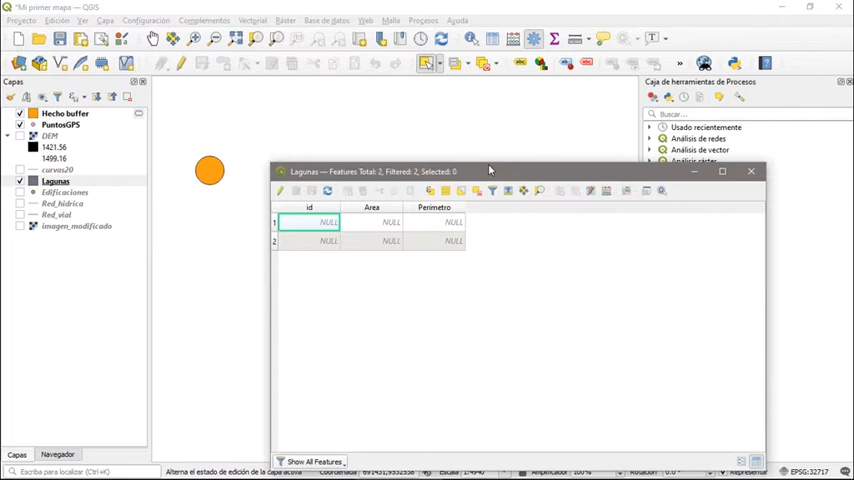 *Mi primer mapa — QGIS
Proyecto Edición Ver Capa Configuración Complementos Vectorial Ráster Base de datos Web Malla Procesos Ayuda
Capas
Caja de herramientas de Procesos
Hecho buffer
PuntosGPS
DEM
1421.56
1499.16
curvas20
Lagunas
Edificaciones
Red_hidrica
Red_vial
imagen_modificado
Buscar...
Usado recientemente
Análisis de redes
Análisis de vector
Análisis ráster
Lagunas — Features Total: 2, Filtered: 2, Selected: 0
id Area Perímetro
1 NULL NULL NULL
2 NULL NULL NULL
Show All Features
Capas Navegador
Escriba para localizar (Ctrl+K)
Alterna el estado de edición de la capa activa
Coordenada
Escala
Amplificador 100%
Rotación 0.0°
Representar
EPSG:32717